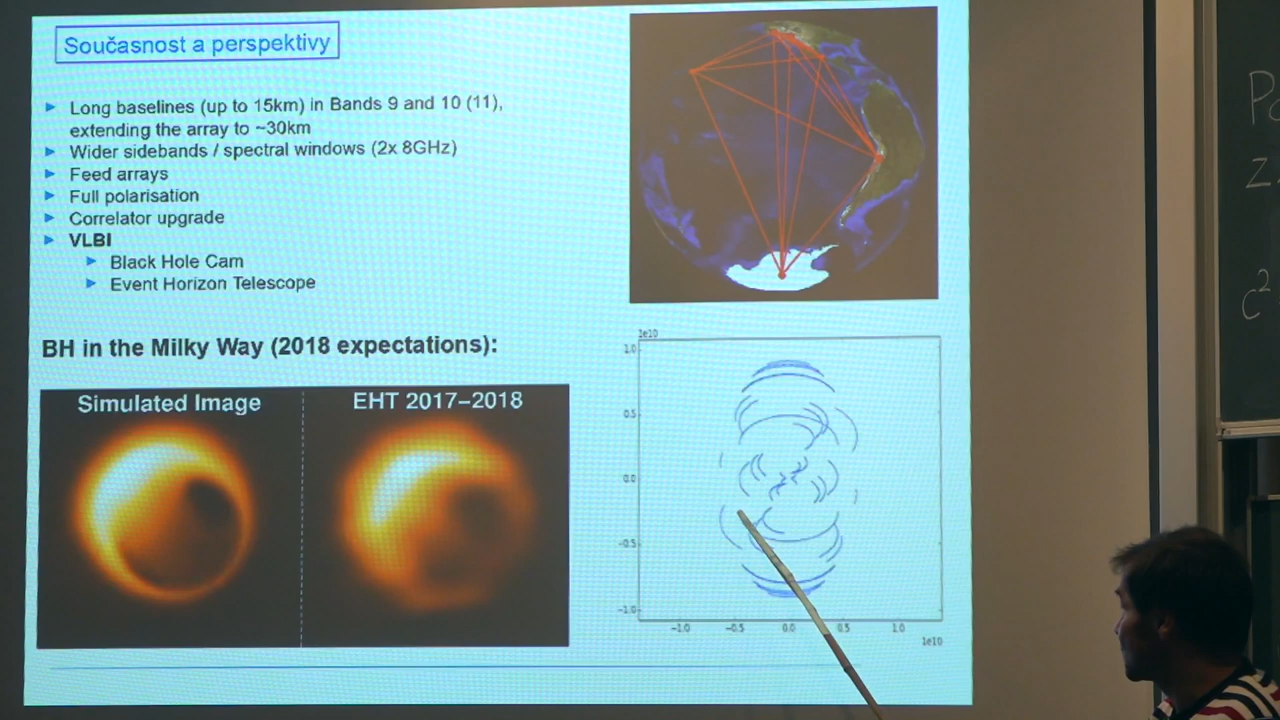 Současnost a perspektivy
Long baselines (up to 15km) in Bands 9 and 10 (11),
extending the array to ~30km
Wider sidebands / spectral windows (2x 8GHz)
Feed arrays
Full polarisation
Correlator upgrade
VLBI
Black Hole Cam
Event Horizon Telescope
BH in the Milky Way (2018 expectations):
Simulated Image
EHT 2017–2018
1e10
1.0
0.5
0.0
-0.5
-1.0
-1.0 -0.5 0.0 0.5 1.0
1e10
c²